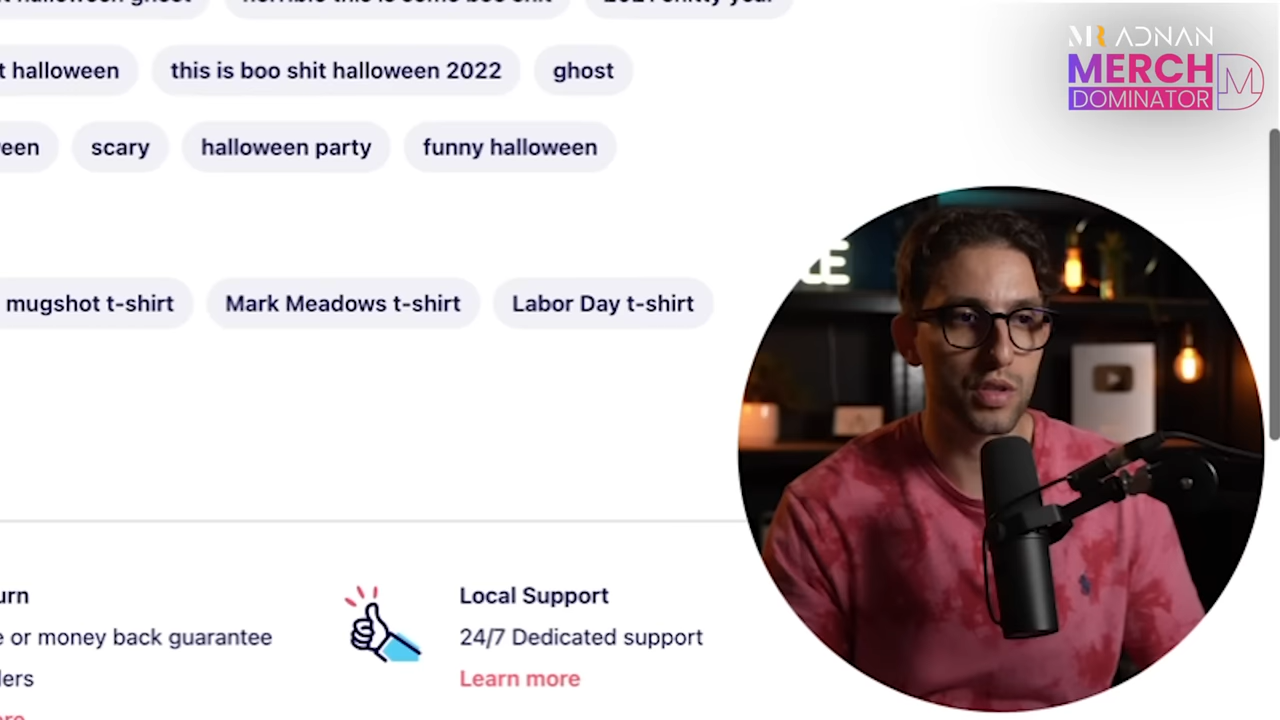 this is boo shit halloween 2022
t halloween
ghost
een
scary
halloween party
funny halloween
mugshot t-shirt
Mark Meadows t-shirt
Labor Day t-shirt
urn
e or money back guarantee
lers
Local Support
24/7 Dedicated support
Learn more
MR ADNAN
MERCH
DOMINATOR